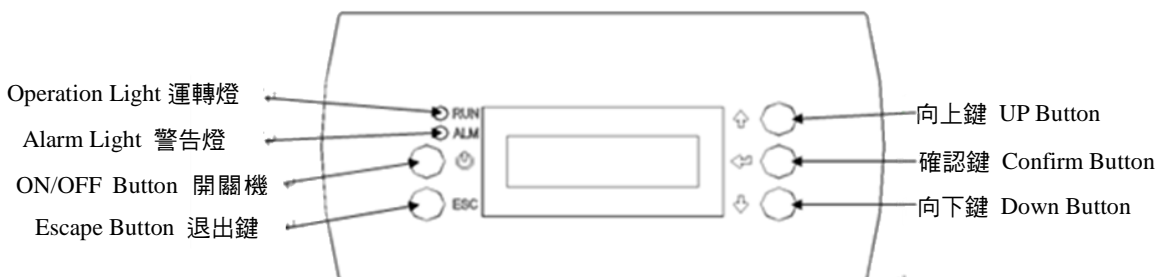 Operation Light 運轉燈
Alarm Light 警告燈
ON/OFF Button 開關機
Escape Button 退出鍵
RUN
ALM
ESC
向上鍵 UP Button
確認鍵 Confirm Button
向下鍵 Down Button